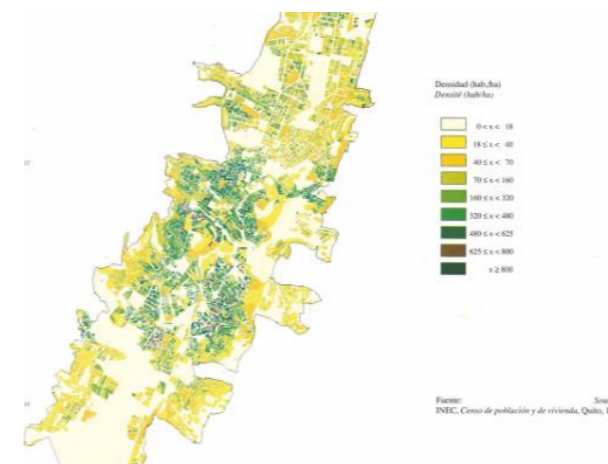 Densidad (hab./ha)
Densité (hab/ha)
0 < x < 18
18 ≤ x < 40
40 ≤ x < 70
70 ≤ x < 160
160 ≤ x < 320
320 ≤ x < 480
480 ≤ x < 625
625 ≤ x < 800
x ≥ 800
Fuente:
INEC, Censo de población y de vivienda, Quito,